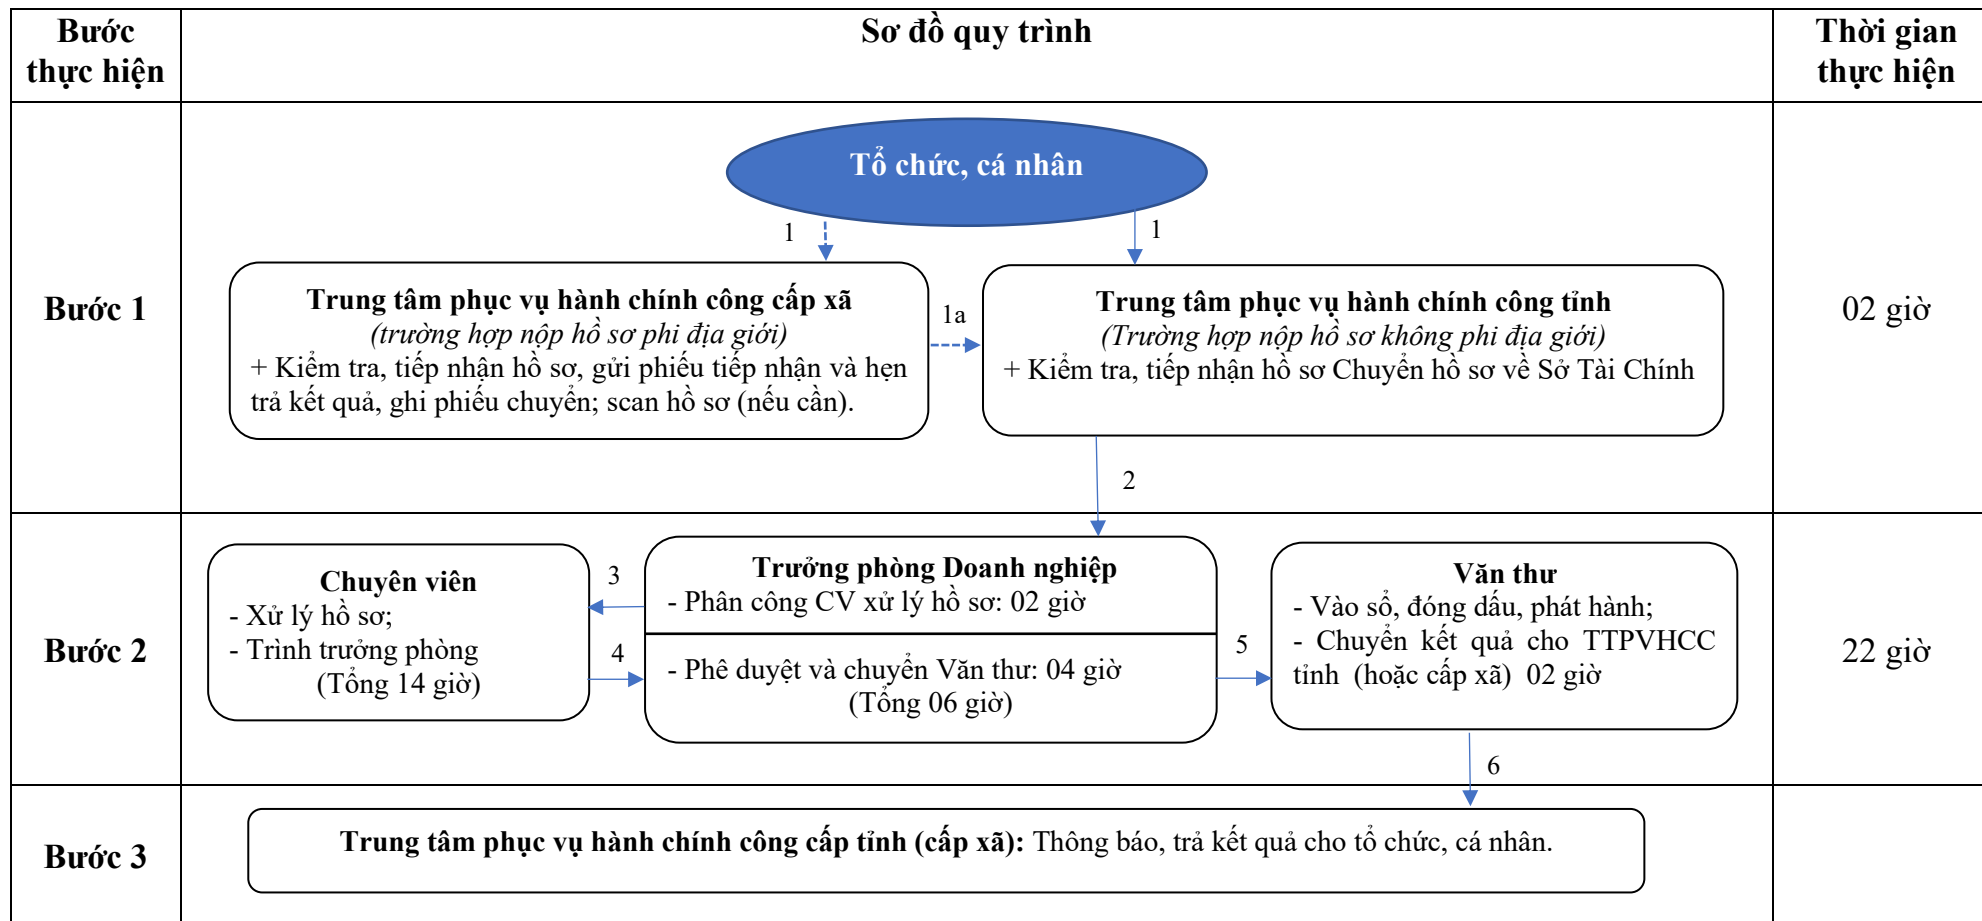 Bước
thực hiện
Sơ đồ quy trình
Thời gian
thực hiện
Bước 1
Tổ chức, cá nhân
1
1
Trung tâm phục vụ hành chính công cấp xã
(trường hợp nộp hồ sơ phi địa giới)
+ Kiểm tra, tiếp nhận hồ sơ, gửi phiếu tiếp nhận và hẹn
trả kết quả, ghi phiếu chuyển; scan hồ sơ (nếu cần).
1a
Trung tâm phục vụ hành chính công tỉnh
(Trường hợp nộp hồ sơ không phi địa giới)
+ Kiểm tra, tiếp nhận hồ sơ Chuyển hồ sơ về Sở Tài Chính
02 giờ
2
Bước 2
Chuyên viên
- Xử lý hồ sơ;
- Trình trưởng phòng
(Tổng 14 giờ)
3
4
Trưởng phòng Doanh nghiệp
- Phân công CV xử lý hồ sơ: 02 giờ
- Phê duyệt và chuyển Văn thư: 04 giờ
(Tổng 06 giờ)
5
Văn thư
- Vào sổ, đóng dấu, phát hành;
- Chuyển kết quả cho TTPVHCC
tỉnh (hoặc cấp xã) 02 giờ
22 giờ
6
Bước 3
Trung tâm phục vụ hành chính công cấp tỉnh (cấp xã): Thông báo, trả kết quả cho tổ chức, cá nhân.